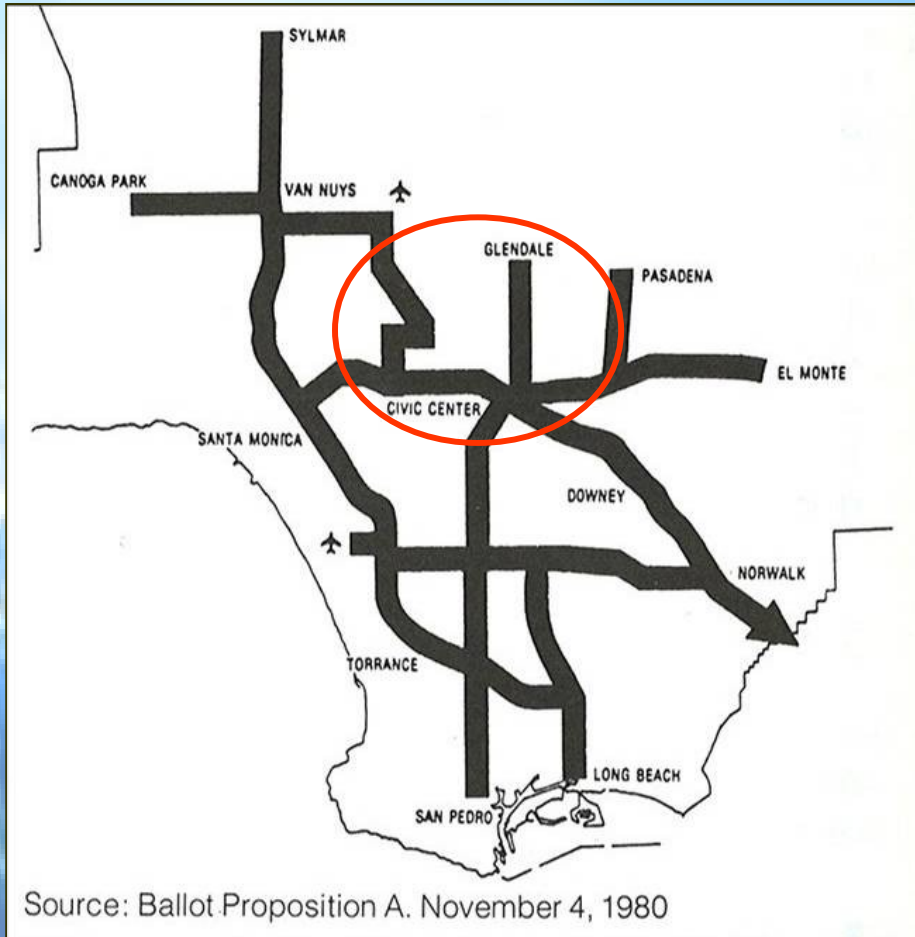 SYLMAR
CANOGA PARK
VAN NUYS
GLENDALE
PASADENA
EL MONTE
CIVIC CENTER
SANTA MONICA
DOWNEY
NORWALK
TORRANCE
LONG BEACH
SAN PEDRO
Source: Ballot Proposition A. November 4, 1980